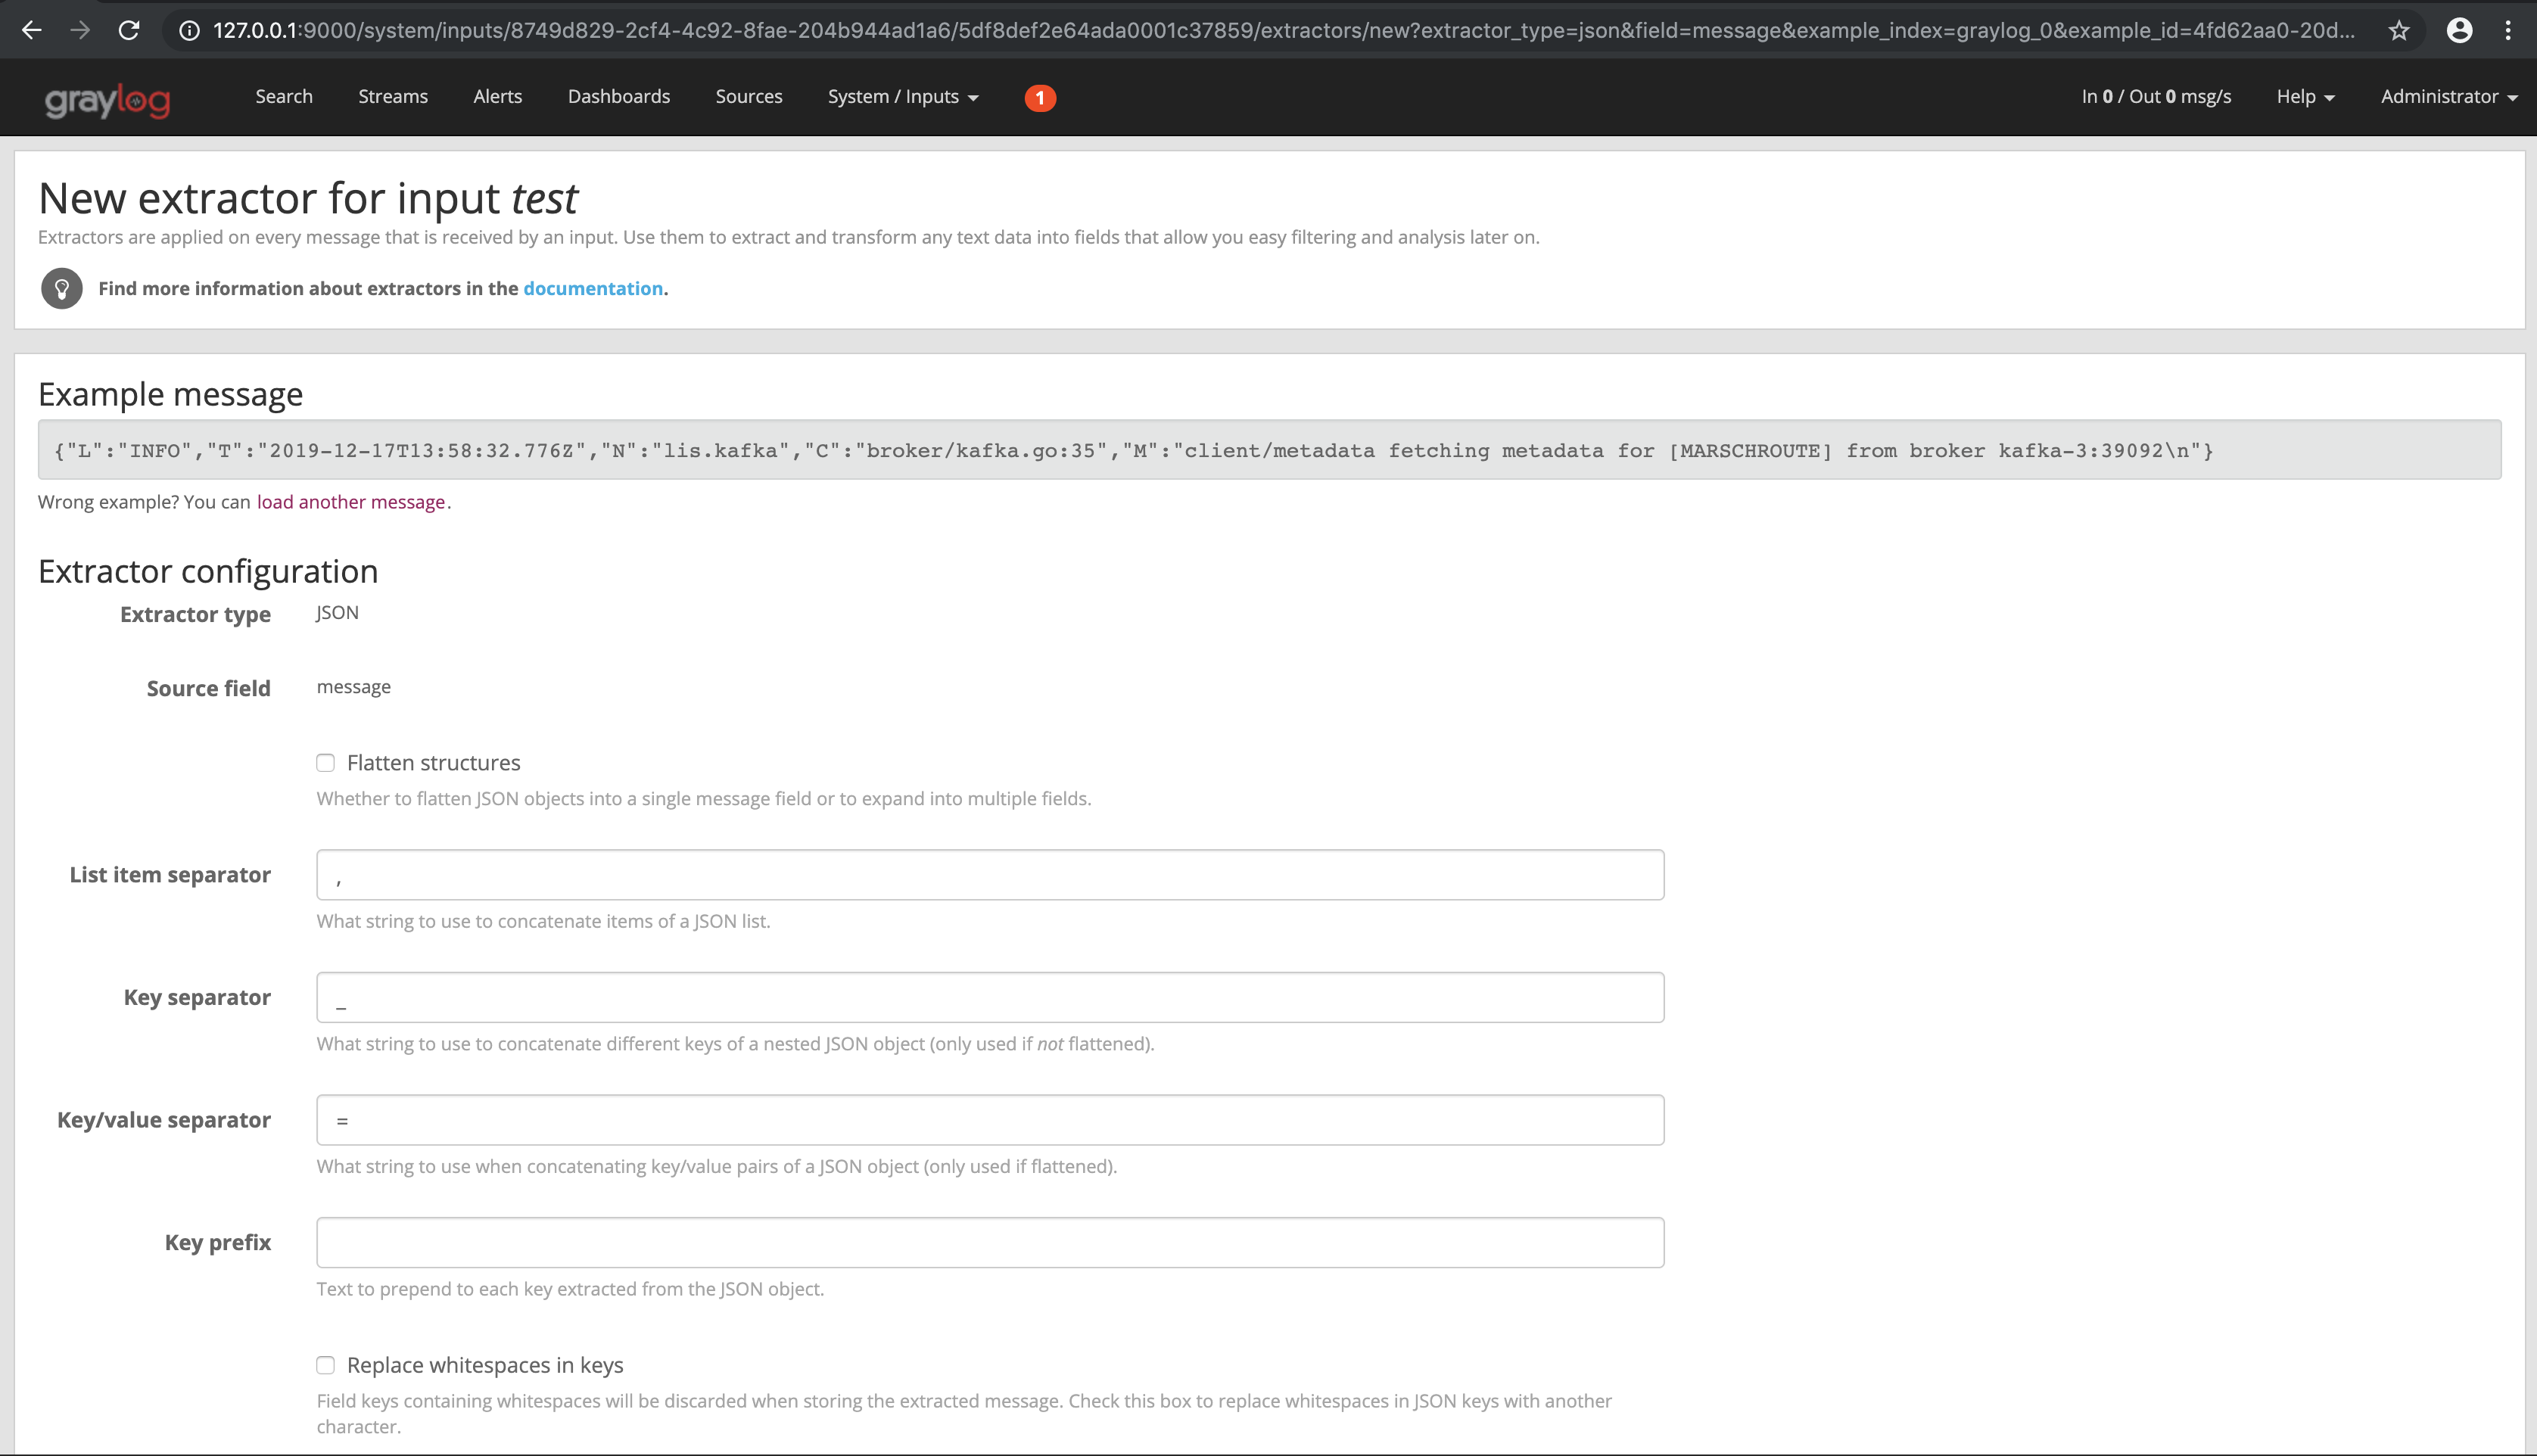 127.0.0.1:9000/system/inputs/8749d829-2cf4-4c92-8fae-204b944ad1a6/5df8def2e64ada0001c37859/extractors/new?extractor_type=json&field=message&example_index=graylog_0&example_id=4fd62aa0-20d...
graylog Search Streams Alerts Dashboards Sources System / Inputs 1 In 0 / Out 0 msg/s Help Administrator
New extractor for input test
Extractors are applied on every message that is received by an input. Use them to extract and transform any text data into fields that allow you easy filtering and analysis later on.
Find more information about extractors in the documentation.
Example message
{"L":"INFO","T":"2019-12-17T13:58:32.776Z","N":"lis.kafka","C":"broker/kafka.go:35","M":"client/metadata fetching metadata for [MARSCHROUTE] from broker kafka-3:39092\n"}
Wrong example? You can load another message.
Extractor configuration
Extractor type JSON
Source field message
Flatten structures
Whether to flatten JSON objects into a single message field or to expand into multiple fields.
List item separator ,
What string to use to concatenate items of a JSON list.
Key separator _
What string to use to concatenate different keys of a nested JSON object (only used if not flattened).
Key/value separator =
What string to use when concatenating key/value pairs of a JSON object (only used if flattened).
Key prefix
Text to prepend to each key extracted from the JSON object.
Replace whitespaces in keys
Field keys containing whitespaces will be discarded when storing the extracted message. Check this box to replace whitespaces in JSON keys with another
character.